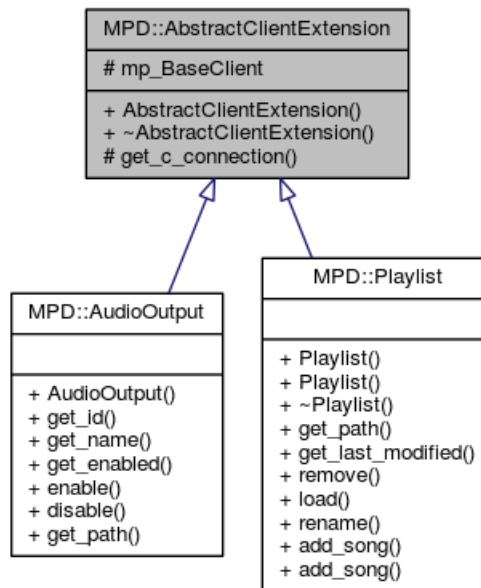 MPD::AbstractClientExtension
# mp_BaseClient
+ AbstractClientExtension()
+ ~AbstractClientExtension()
# get_c_connection()
MPD::AudioOutput
+ AudioOutput()
+ get_id()
+ get_name()
+ get_enabled()
+ enable()
+ disable()
+ get_path()
MPD::Playlist
+ Playlist()
+ Playlist()
+ ~Playlist()
+ get_path()
+ get_last_modified()
+ remove()
+ load()
+ rename()
+ add_song()
+ add_song()